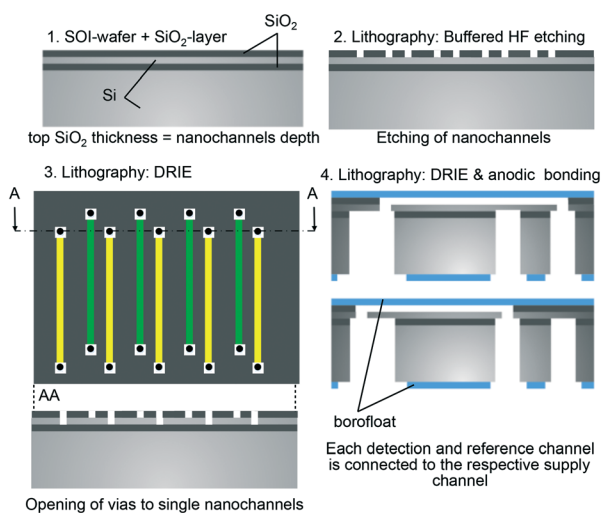 1. SOI-wafer + SiO₂-layer
SiO₂
Si
top SiO₂ thickness = nanochannels depth
2. Lithography: Buffered HF etching
Etching of nanochannels
3. Lithography: DRIE
A
A
AA
Opening of vias to single nanochannels
4. Lithography: DRIE & anodic bonding
borofloat
Each detection and reference channel
is connected to the respective supply
channel